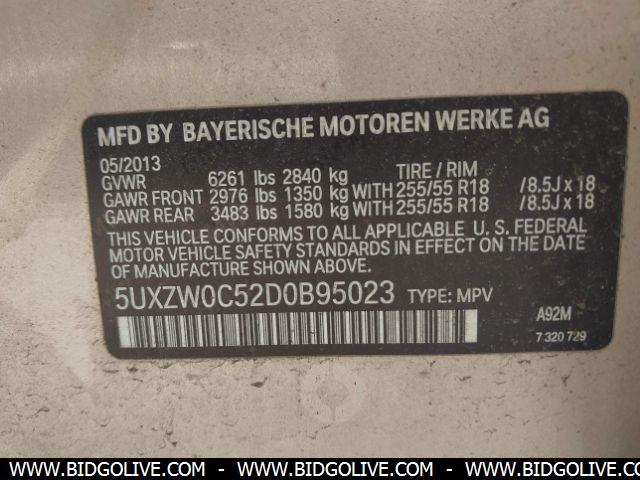 MFD BY BAYERISCHE MOTOREN WERKE AG
05/2013 TIRE / RIM
GVWR 6261 lbs 2840 kg
GAWR FRONT 2976 lbs 1350 kg WITH 255/55 R18 /8.5J x 18
GAWR REAR 3483 lbs 1580 kg WITH 255/55 R18 /8.5J x 18
THIS VEHICLE CONFORMS TO ALL APPLICABLE U. S. FEDERAL
MOTOR VEHICLE SAFETY STANDARDS IN EFFECT ON THE DATE
OF MANUFACTURE SHOWN ABOVE.
5UXZW0C52D0B95023 TYPE: MPV
A92M
7 320 729
WWW.BIDGOLIVE.COM - WWW.BIDGOLIVE.COM - WWW.BIDGOLIVE.COM